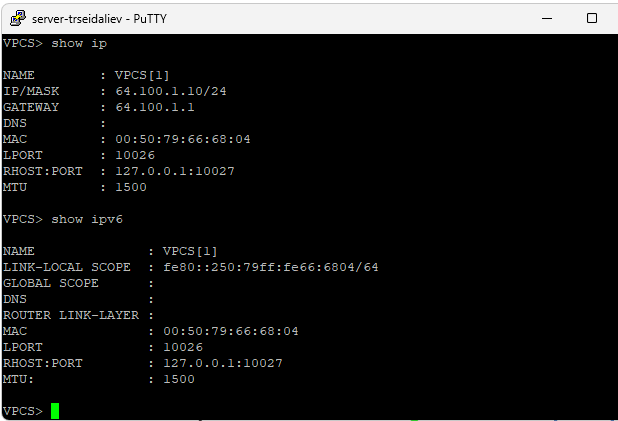 server-trseidaliev - PuTTY
VPCS> show ip
NAME        : VPCS[1]
IP/MASK     : 64.100.1.10/24
GATEWAY     : 64.100.1.1
DNS         :
MAC         : 00:50:79:66:68:04
LPORT       : 10026
RHOST:PORT  : 127.0.0.1:10027
MTU         : 1500
VPCS> show ipv6
NAME              : VPCS[1]
LINK-LOCAL SCOPE  : fe80::250:79ff:fe66:6804/64
GLOBAL SCOPE      :
DNS               :
ROUTER LINK-LAYER :
MAC               : 00:50:79:66:68:04
LPORT             : 10026
RHOST:PORT        : 127.0.0.1:10027
MTU:              : 1500
VPCS>